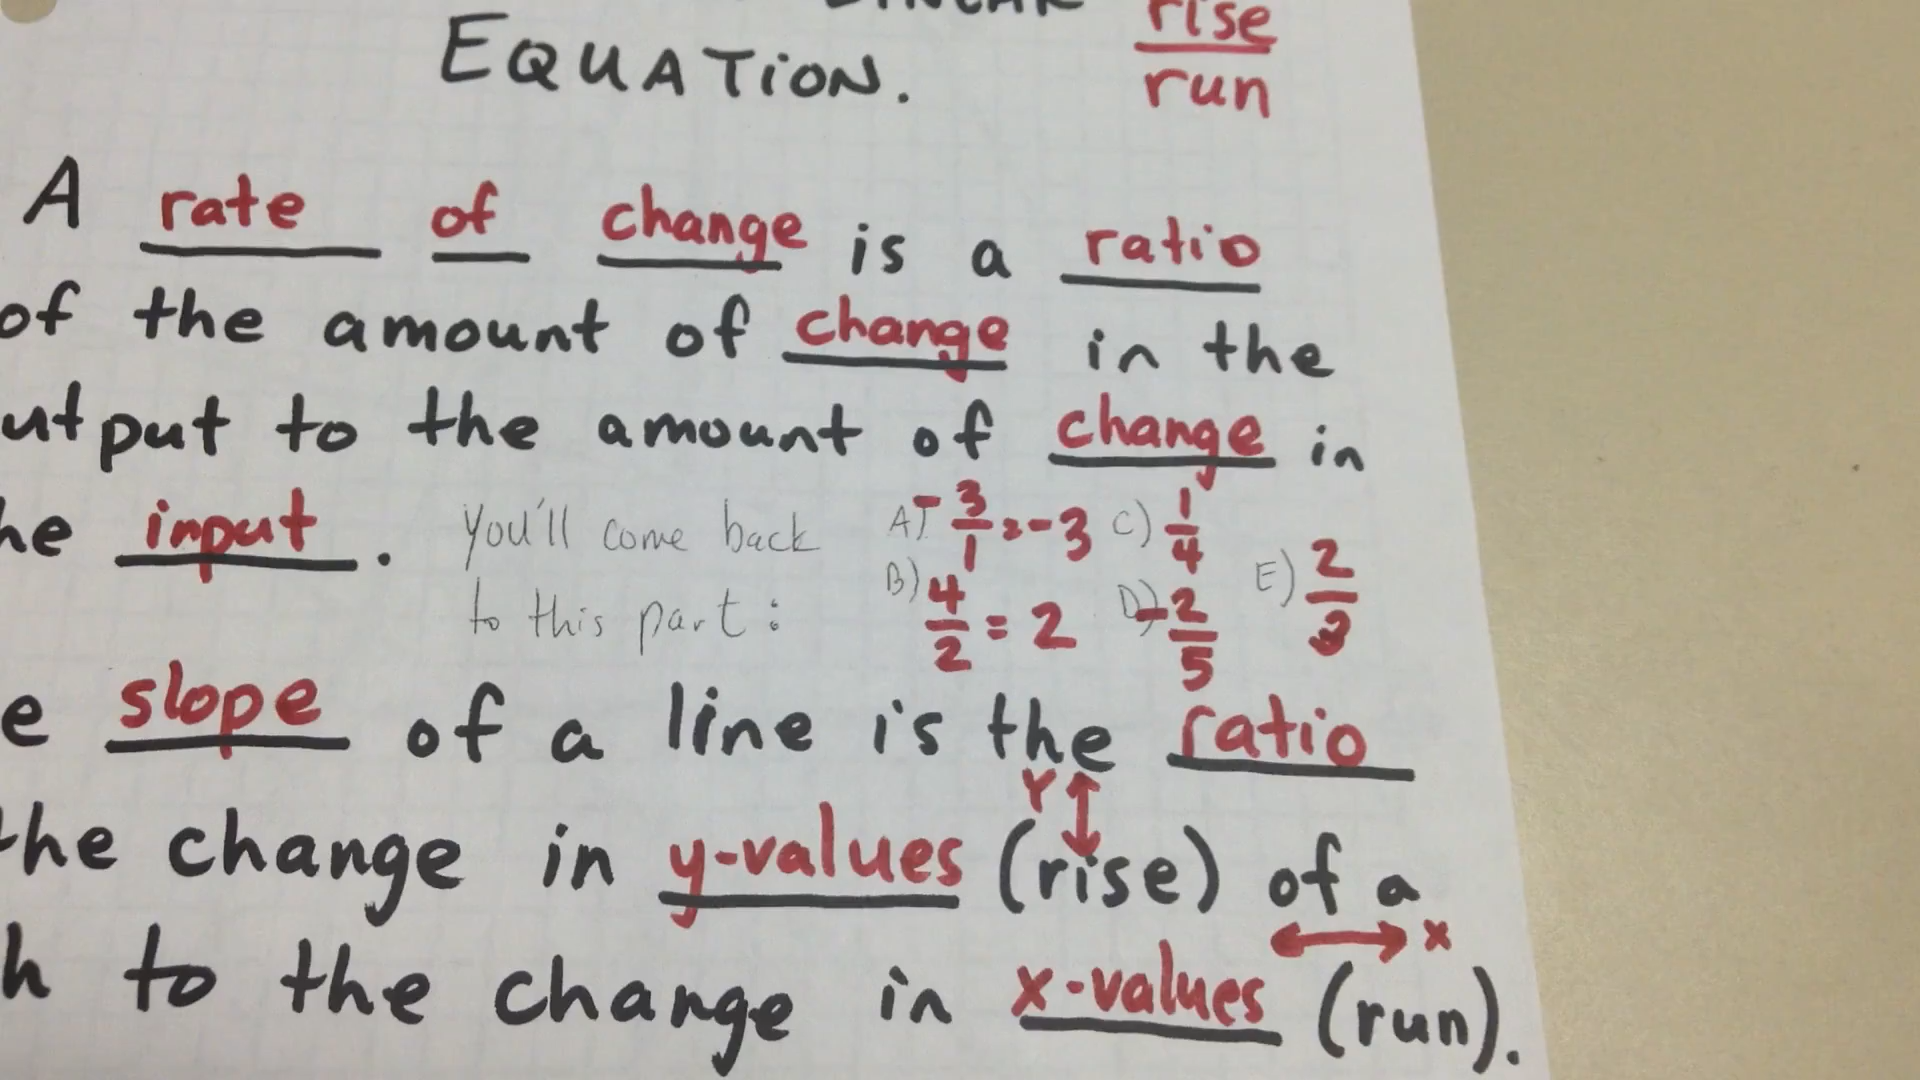 EQUATION.
rise
run
A rate of change is a ratio
of the amount of change in the
utput to the amount of change in
he input.
You'll come back
to this part:
A) -3/1 = -3
B) 4/2 = 2
C) 1/4
D) -2/5
E) 2/3
e slope of a line is the ratio
Y
the change in y-values (rise) of a
x
h to the change in x-values (run).